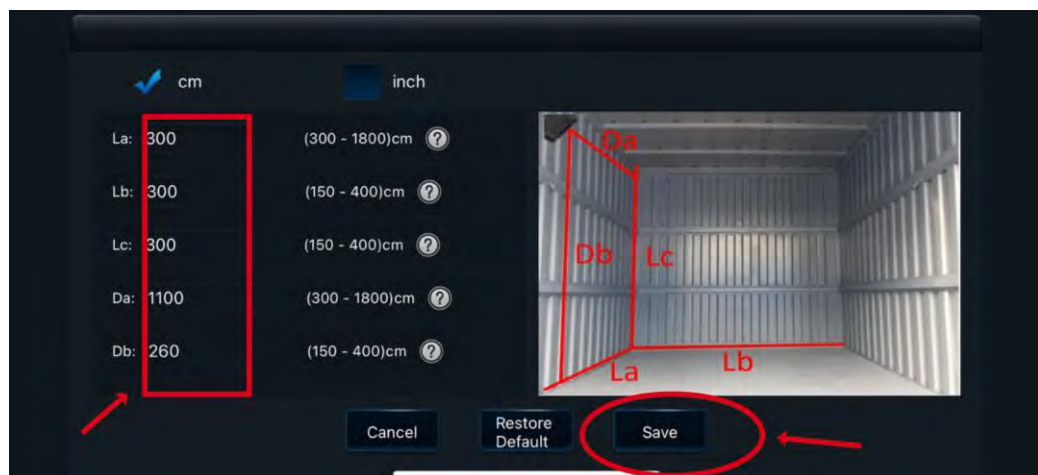 cm
inch
La: 300 (300 - 1800)cm ?
Lb: 300 (150 - 400)cm ?
Lc: 300 (150 - 400)cm ?
Da: 1100 (300 - 1800)cm ?
Db: 260 (150 - 400)cm ?
Da
Db
Lc
La
Lb
Cancel
Restore
Default
Save